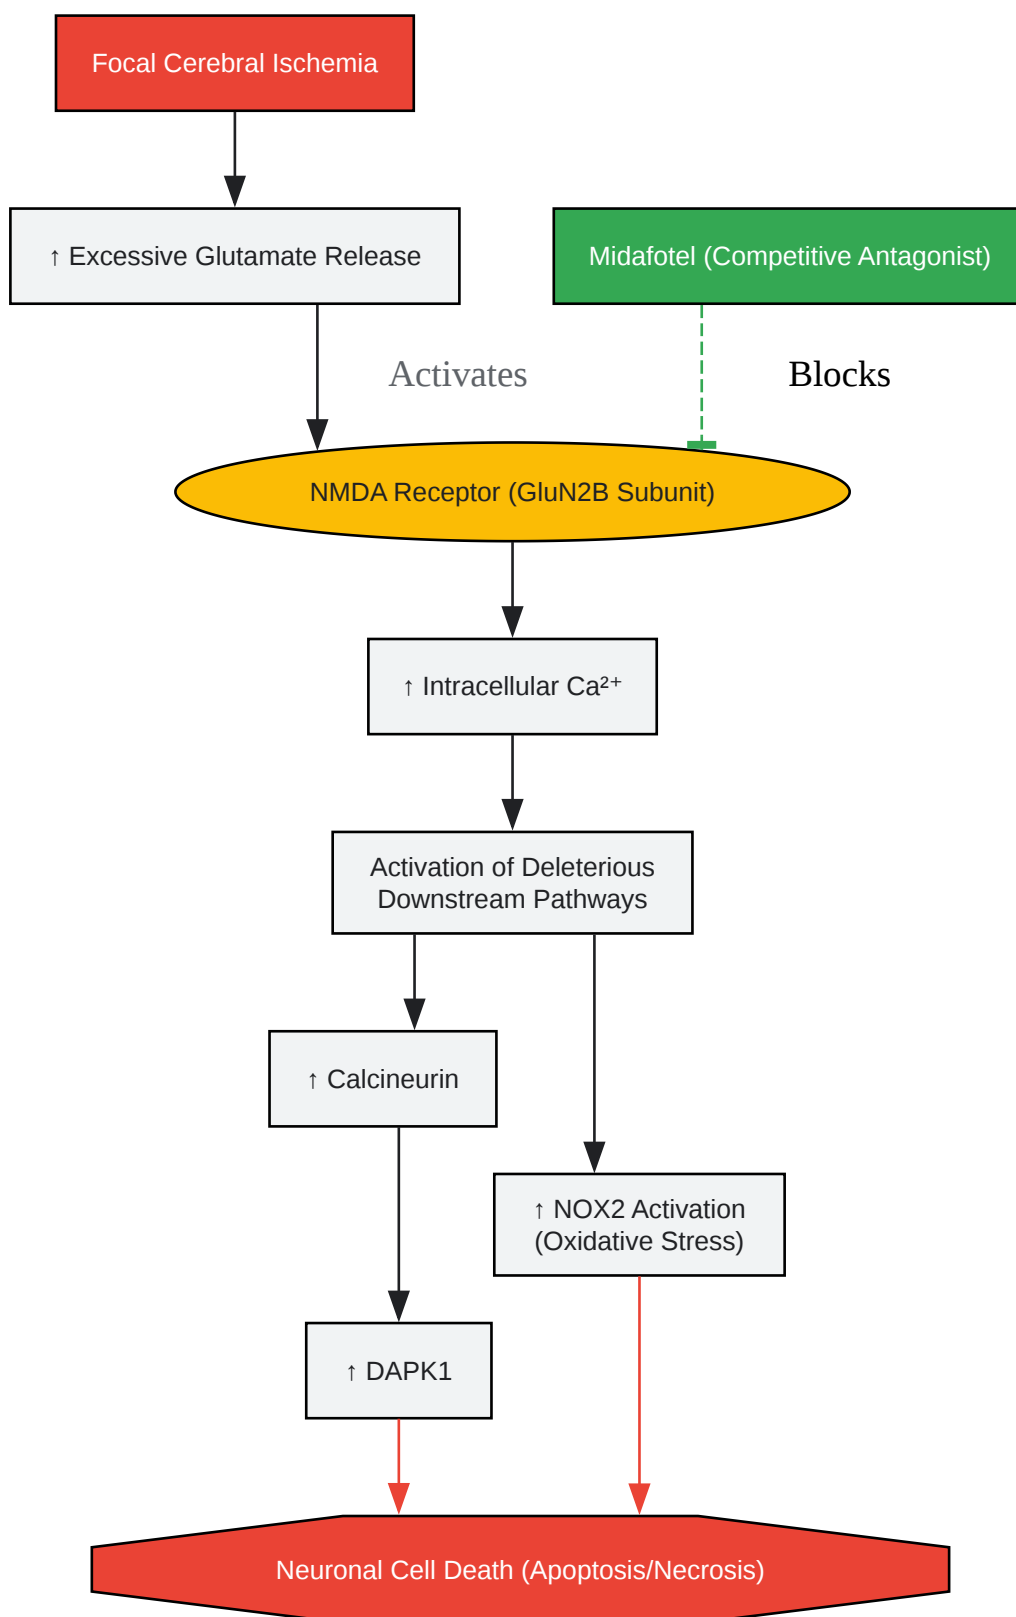 Focal Cerebral Ischemia
↑ Excessive Glutamate Release
Midafotel (Competitive Antagonist)
Activates
Blocks
NMDA Receptor (GluN2B Subunit)
↑ Intracellular Ca²⁺
Activation of Deleterious
Downstream Pathways
↑ Calcineurin
↑ NOX2 Activation
(Oxidative Stress)
↑ DAPK1
Neuronal Cell Death (Apoptosis/Necrosis)